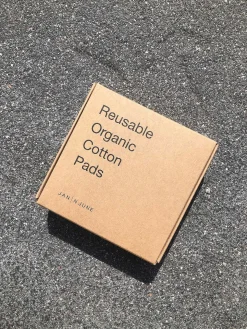 Reusable
Organic
Cotton
Pads
JAN N JUNE